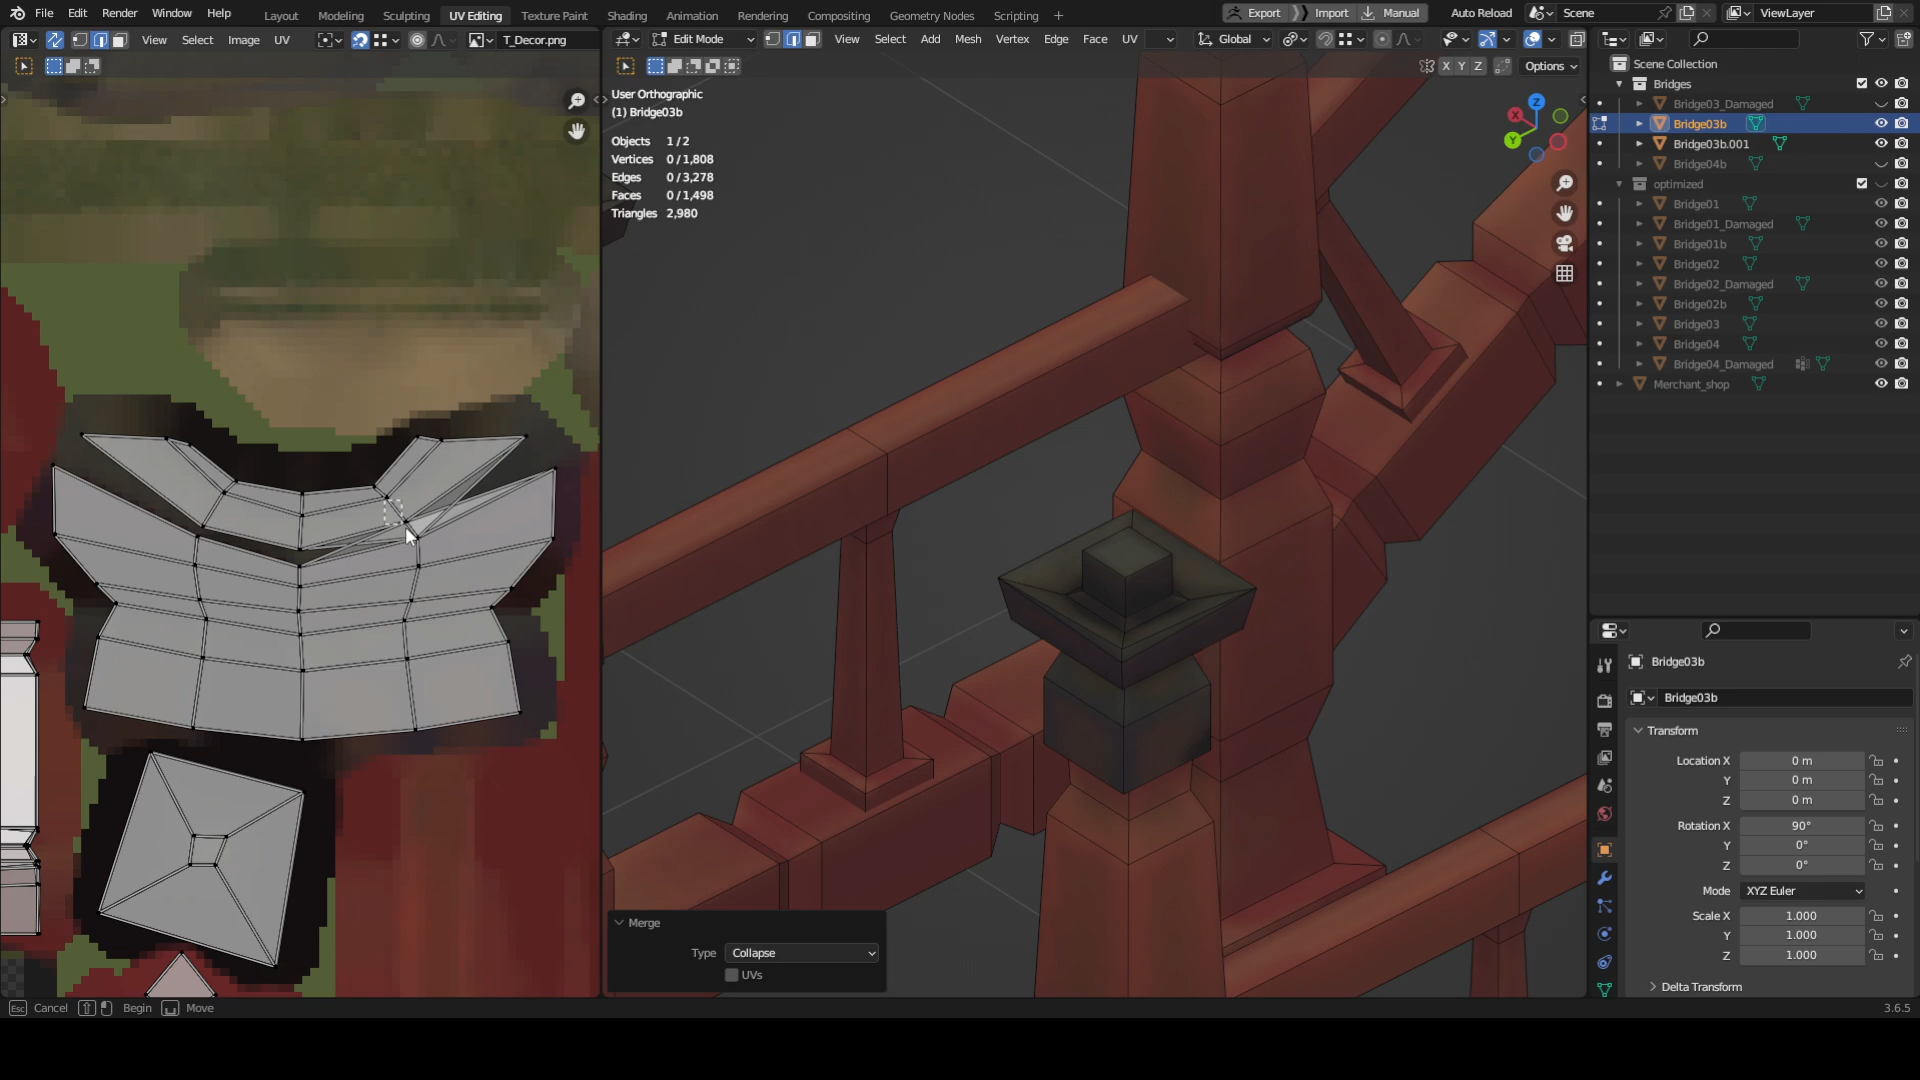 File Edit Render Window Help Layout Modeling Sculpting UV Editing Texture Paint Shading Animation Rendering Compositing Geometry Nodes Scripting + Export Import Manual Auto Reload Scene ViewLayer
View Select Image UV T_Decor.png Edit Mode View Select Add Mesh Vertex Edge Face UV Global
X Y Z Options
User Orthographic
(1) Bridge03b
Objects 1/2
Vertices 0/1,808
Edges 0/3,278
Faces 0/1,498
Triangles 2,980
Z
X
Y
Scene Collection
Bridges
Bridge03_Damaged
Bridge03b
Bridge03b.001
Bridge04b
optimized
Bridge01
Bridge01_Damaged
Bridge01b
Bridge02
Bridge02_Damaged
Bridge02b
Bridge03
Bridge04
Bridge04_Damaged
Merchant_shop
Bridge03b
Bridge03b
Transform
Location X 0 m
Y 0 m
Z 0 m
Rotation X 90°
Y 0°
Z 0°
Mode XYZ Euler
Scale X 1.000
Y 1.000
Z 1.000
Delta Transform
Merge
Type Collapse
UVs
Esc Cancel Begin Move 3.6.5